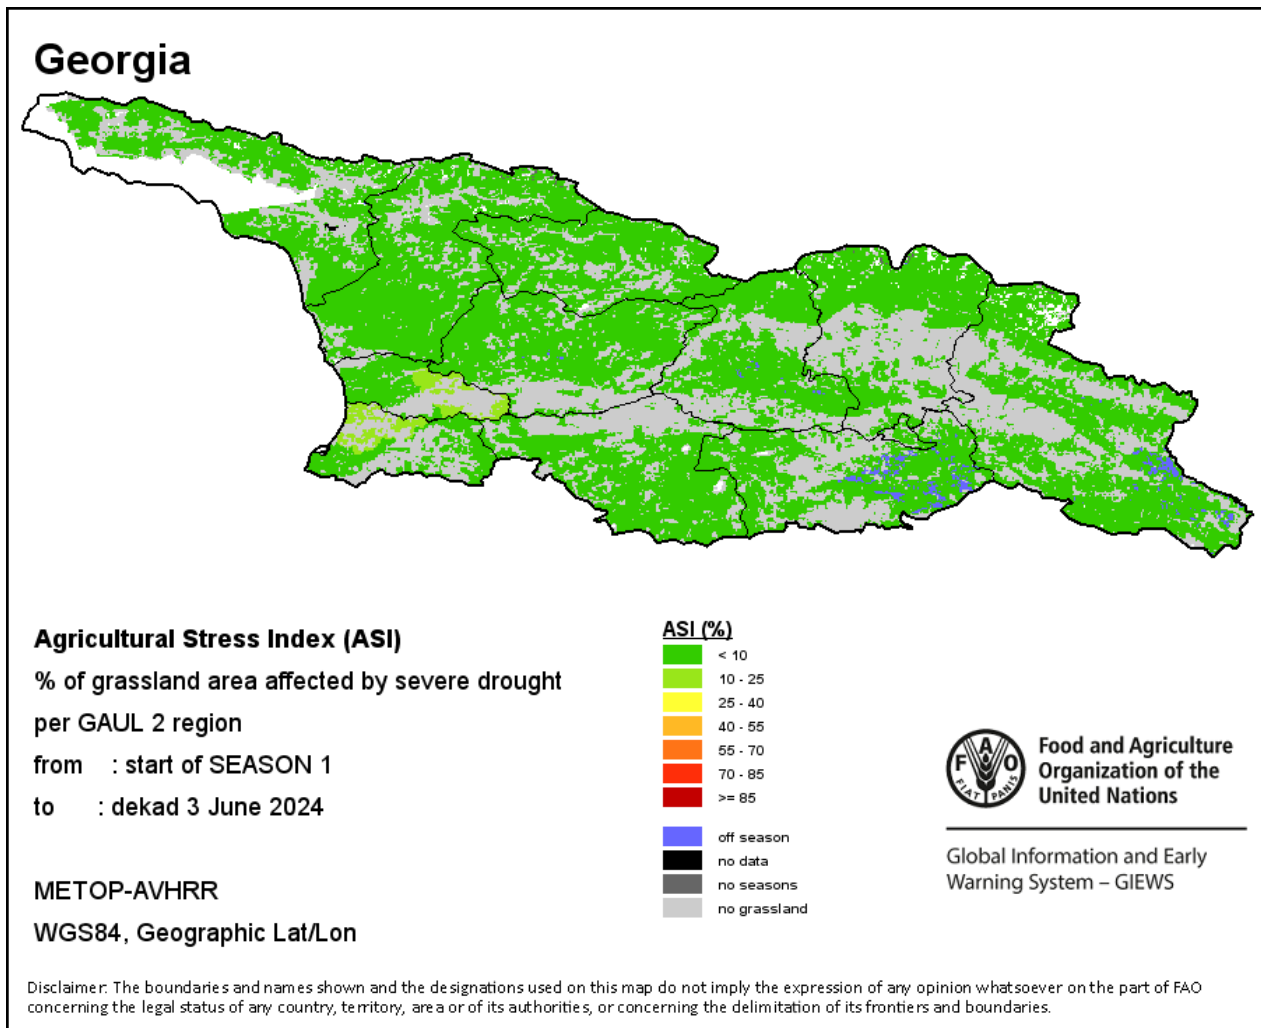 Georgia
Agricultural Stress Index (ASI)
% of grassland area affected by severe drought
per GAUL 2 region
from : start of SEASON 1
to : dekad 3 June 2024
METOP-AVHRR
WGS84, Geographic Lat/Lon
ASI (%)
< 10
10 - 25
25 - 40
40 - 55
55 - 70
70 - 85
>= 85
off season
no data
no seasons
no grassland
F A O
FIAT PANIS
Food and Agriculture
Organization of the
United Nations
Global Information and Early
Warning System – GIEWS
Disclaimer: The boundaries and names shown and the designations used on this map do not imply the expression of any opinion whatsoever on the part of FAO
concerning the legal status of any country, territory, area or of its authorities, or concerning the delimitation of its frontiers and boundaries.